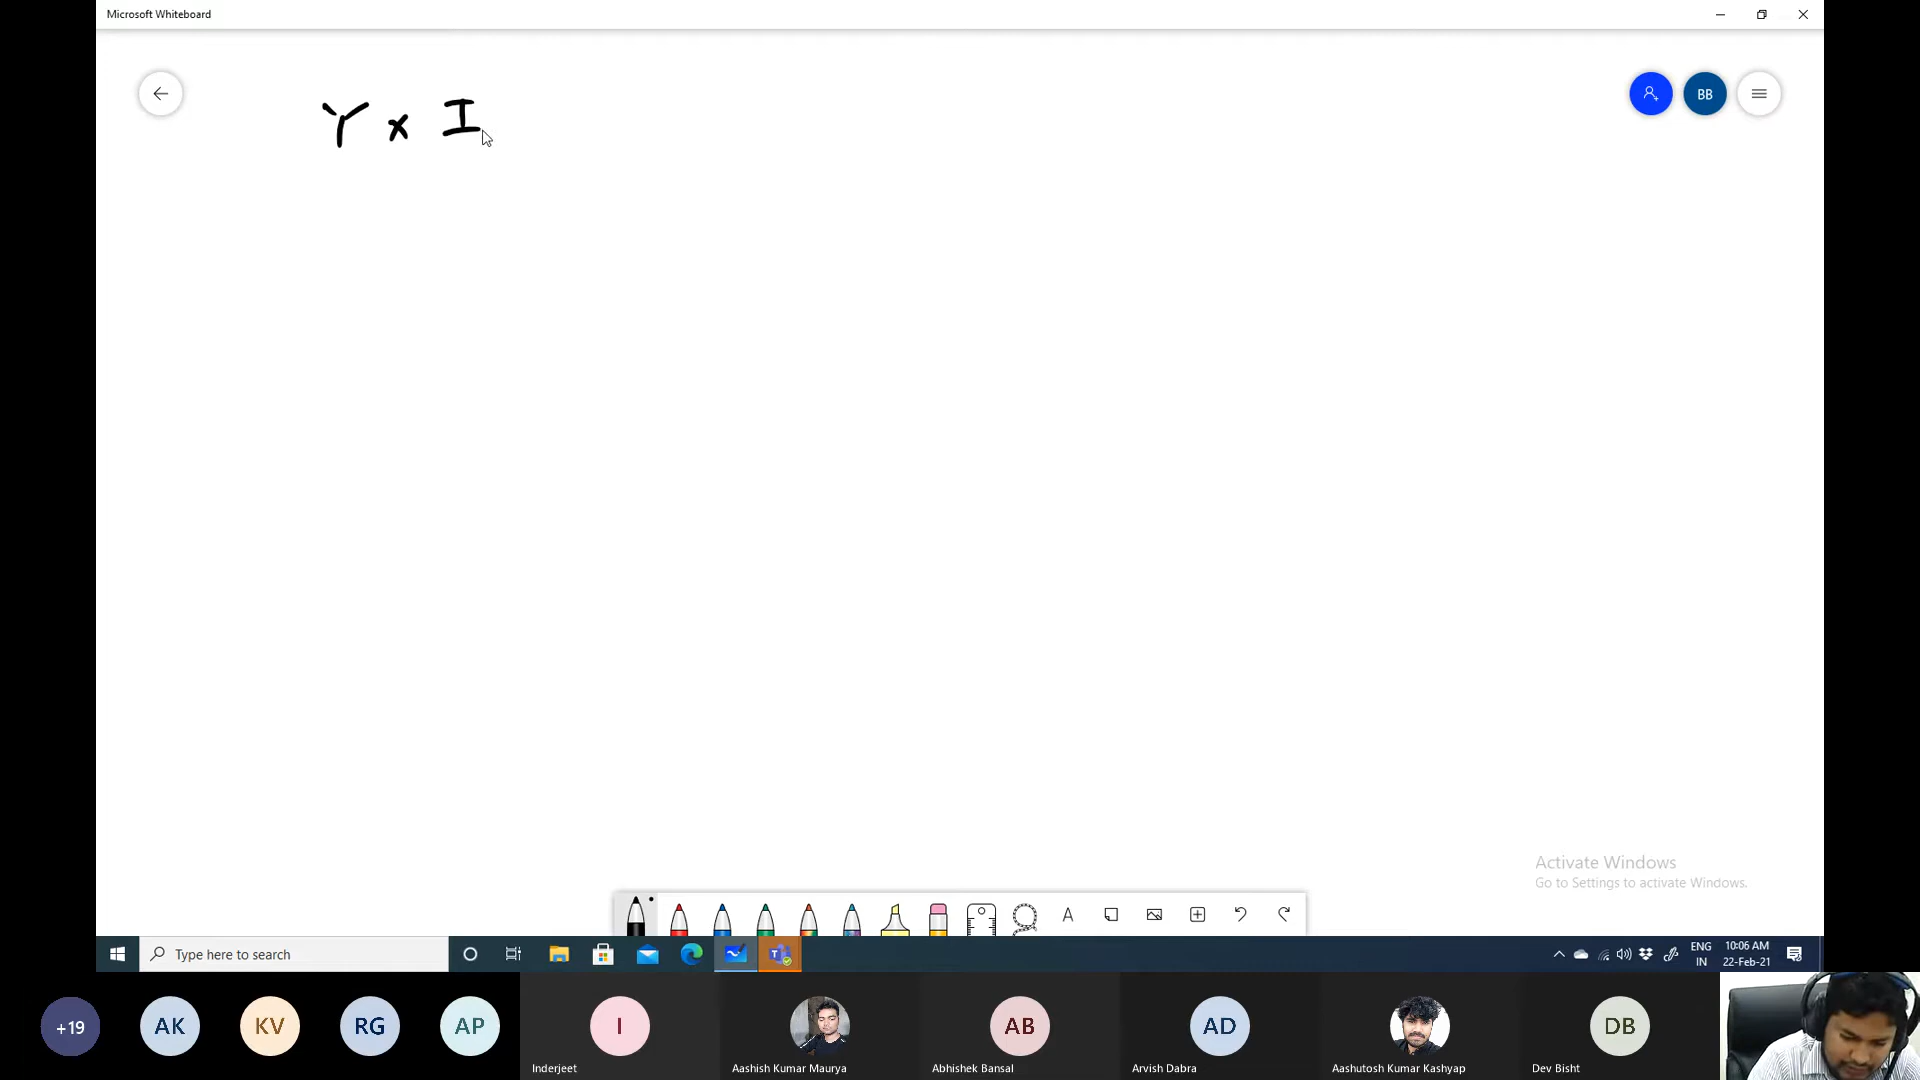 Microsoft Whiteboard
Y x I
BB
Activate Windows
Go to Settings to activate Windows.
A
Type here to search
ENG
IN
10:06 AM
22-Feb-21
+19
AK
KV
RG
AP
I
AB
AD
DB
Inderjeet
Aashish Kumar Maurya
Abhishek Bansal
Arvish Dabra
Aashutosh Kumar Kashyap
Dev Bisht